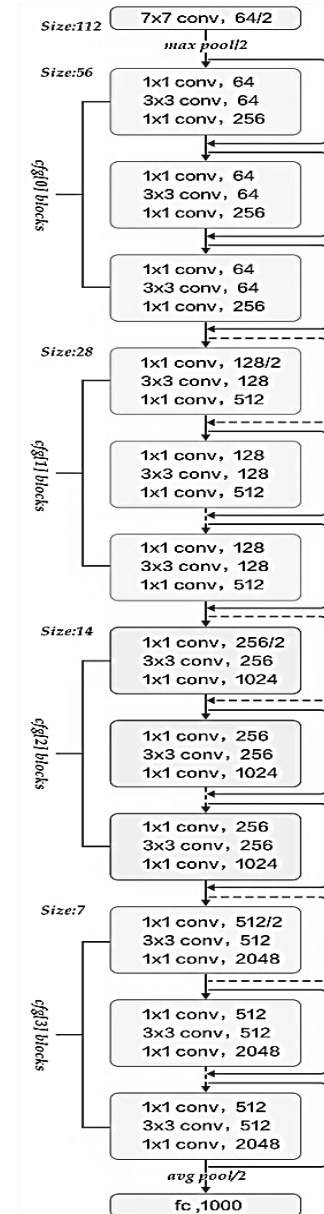 7x7 conv, 64/2
Size:112
max pool/2
Size:56
1x1 conv, 64
3x3 conv, 64
1x1 conv, 256
cfg[0] blocks
1x1 conv, 64
3x3 conv, 64
1x1 conv, 256
1x1 conv, 64
3x3 conv, 64
1x1 conv, 256
Size:28
1x1 conv, 128/2
3x3 conv, 128
1x1 conv, 512
cfg[1] blocks
1x1 conv, 128
3x3 conv, 128
1x1 conv, 512
1x1 conv, 128
3x3 conv, 128
1x1 conv, 512
Size:14
1x1 conv, 256/2
3x3 conv, 256
1x1 conv, 1024
cfg[2] blocks
1x1 conv, 256
3x3 conv, 256
1x1 conv, 1024
1x1 conv, 256
3x3 conv, 256
1x1 conv, 1024
Size:7
1x1 conv, 512/2
3x3 conv, 512
1x1 conv, 2048
cfg[3] blocks
1x1 conv, 512
3x3 conv, 512
1x1 conv, 2048
1x1 conv, 512
3x3 conv, 512
1x1 conv, 2048
avg pool/2
fc ,1000